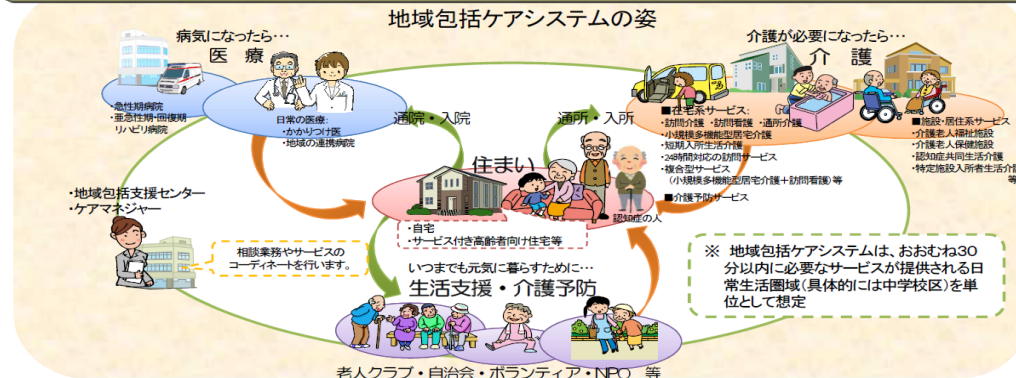 地域包括ケアシステムの姿
病気になったら･･･
医 療
・急性期病院
・亜急性期・回復期
リハビリ病院
日常の医療:
・かかりつけ医
・地域の連携病院
通院・入院
通所・入所
介護が必要になったら･･･
介 護
■在宅系サービス:
・訪問介護 ・訪問看護 ・通所介護
・小規模多機能型居宅介護
・短期入所生活介護
・24時間対応の訪問サービス
・複合型サービス
(小規模多機能型居宅介護+訪問看護)等
■介護予防サービス
■施設・居住系サービス
・介護老人福祉施設
・介護老人保健施設
・認知症共同生活介護
・特定施設入所者生活介護
等
住まい
・自宅
・サービス付き高齢者向け住宅等
認知症の人
・地域包括支援センター
・ケアマネジャー
相談業務やサービスの
コーディネートを行います。
いつまでも元気に暮らすために･･･
生活支援・介護予防
老人クラブ・自治会・ボランティア・NPO 等
※ 地域包括ケアシステムは、おおむね30
分以内に必要なサービスが提供される日
常生活圏域(具体的には中学校区)を単
位として想定